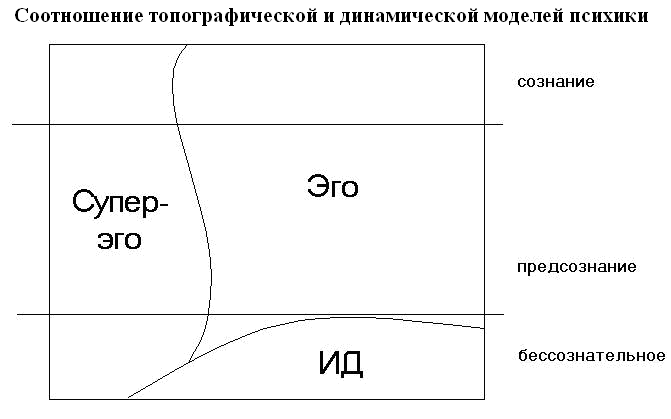 Соотношение топографической и динамической моделей психики
сознание
Эго
Супер-
эго
предсознание
ИД
бессознательное